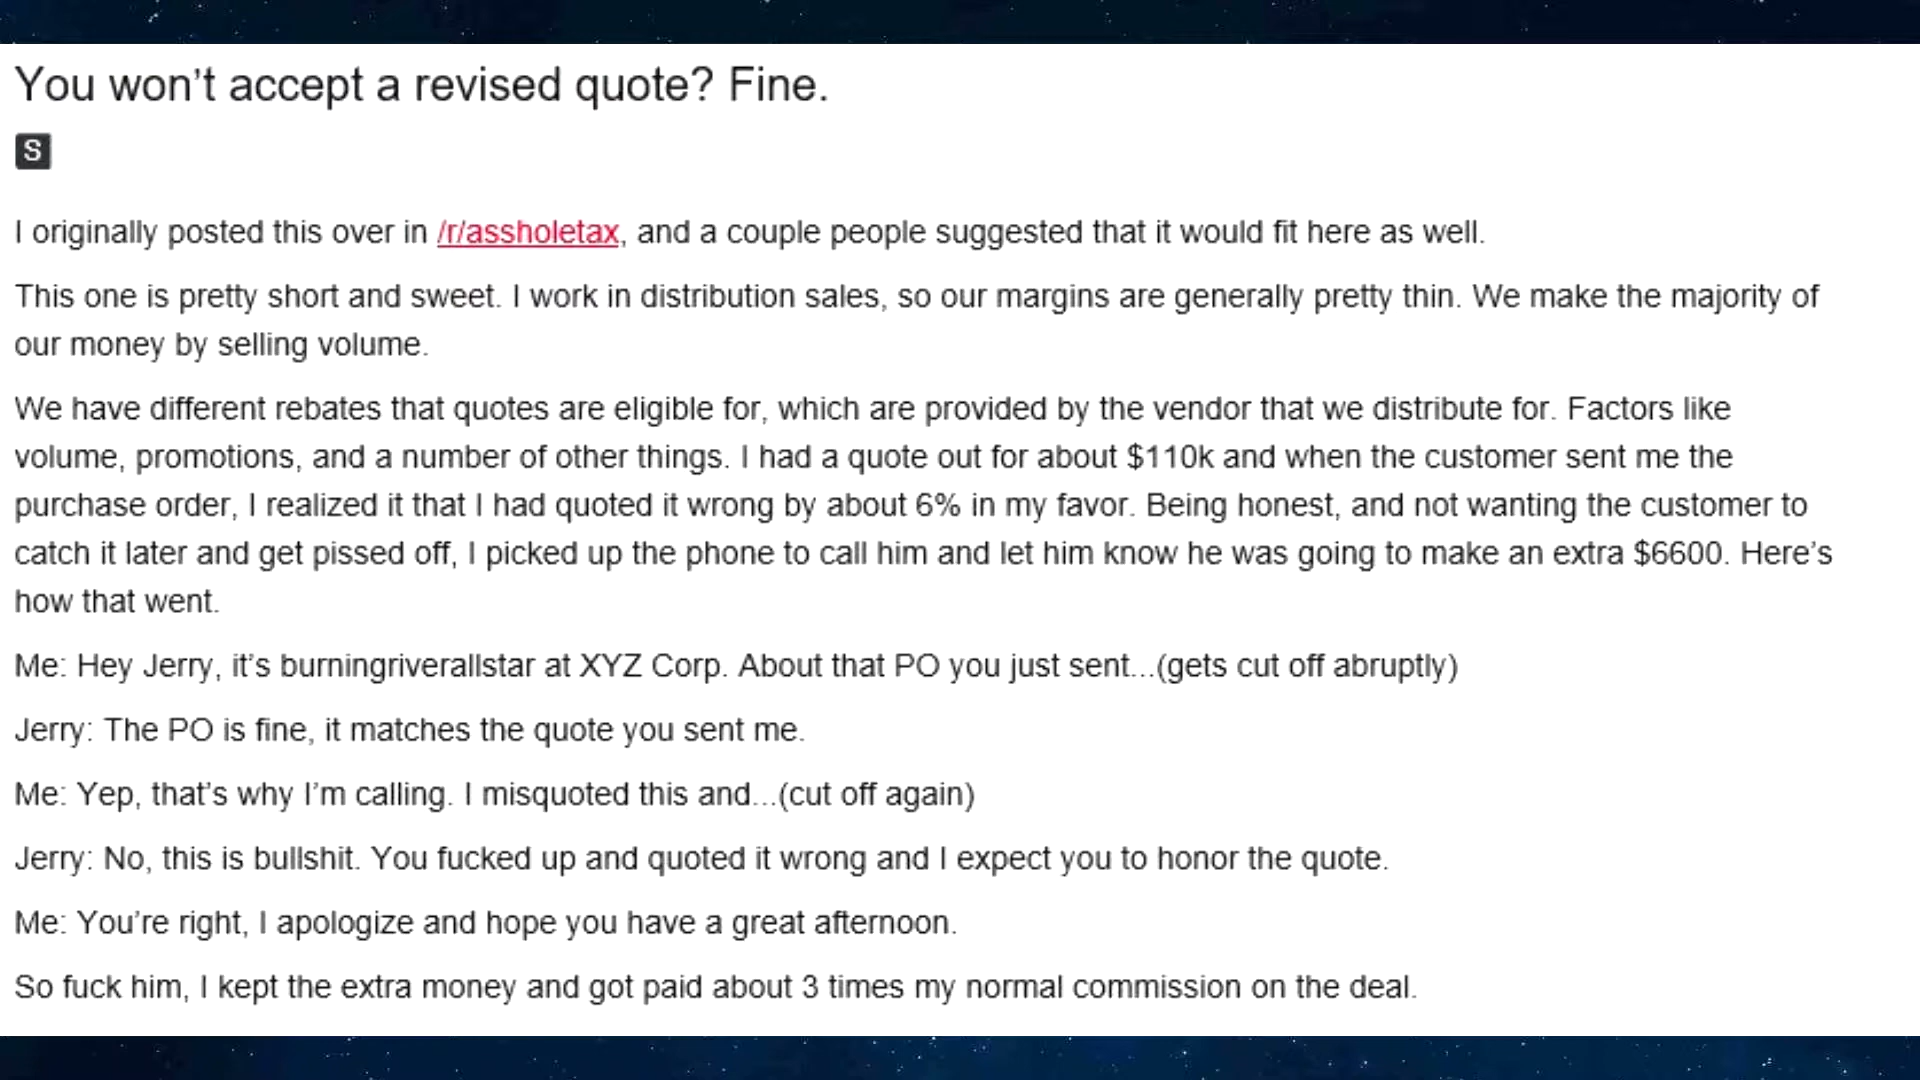 You won’t accept a revised quote? Fine.
S
I originally posted this over in /r/assholetax, and a couple people suggested that it would fit here as well.
This one is pretty short and sweet. I work in distribution sales, so our margins are generally pretty thin. We make the majority of
our money by selling volume.
We have different rebates that quotes are eligible for, which are provided by the vendor that we distribute for. Factors like
volume, promotions, and a number of other things. I had a quote out for about $110k and when the customer sent me the
purchase order, I realized it that I had quoted it wrong by about 6% in my favor. Being honest, and not wanting the customer to
catch it later and get pissed off, I picked up the phone to call him and let him know he was going to make an extra $6600. Here’s
how that went.
Me: Hey Jerry, it’s burningriverallstar at XYZ Corp. About that PO you just sent...(gets cut off abruptly)
Jerry: The PO is fine, it matches the quote you sent me.
Me: Yep, that’s why I’m calling. I misquoted this and...(cut off again)
Jerry: No, this is bullshit. You fucked up and quoted it wrong and I expect you to honor the quote.
Me: You’re right, I apologize and hope you have a great afternoon.
So fuck him, I kept the extra money and got paid about 3 times my normal commission on the deal.